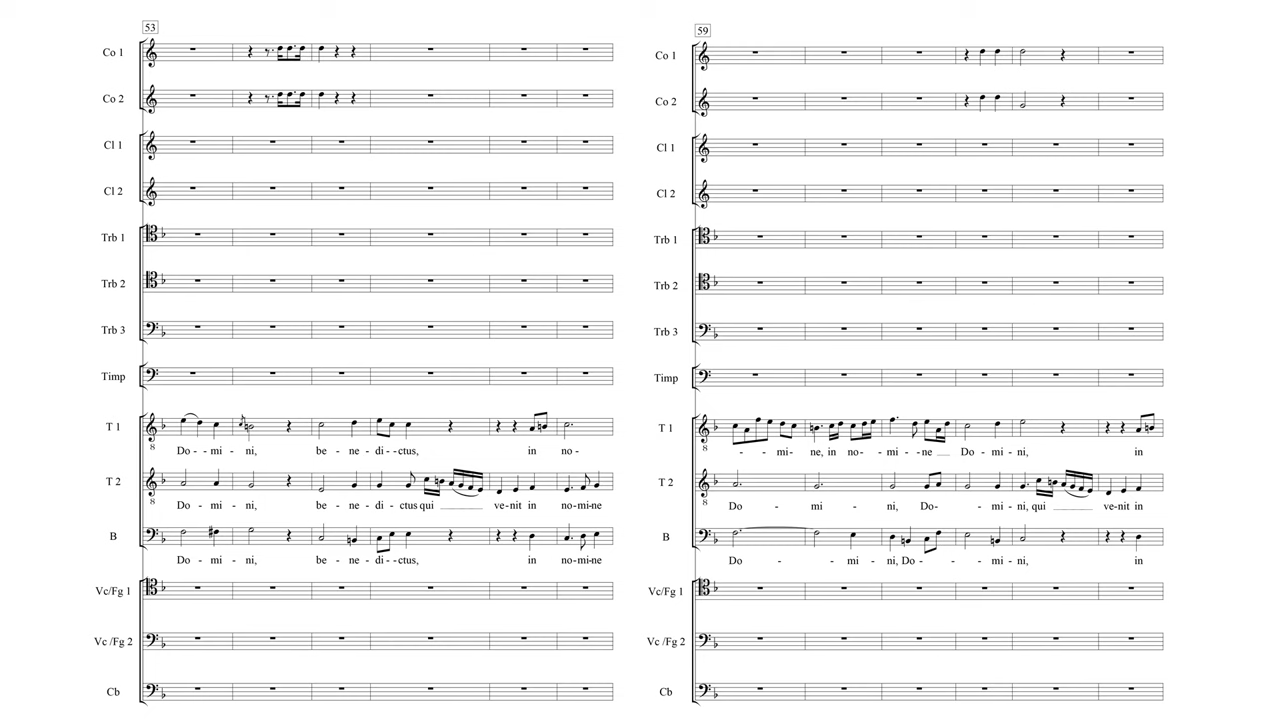 53
Co 1
Co 2
Cl 1
Cl 2
Trb 1
Trb 2
Trb 3
Timp
T 1
8
Do--mi-ni, be-ne-di--ctus, in no-
T 2
8
Do--mi-ni, be-ne-di-ctus qui ve-nit in no-mi-ne
B
Do--mi-ni, be-ne-di--ctus, in no-mi-ne
Vc/Fg 1
Vc /Fg 2
Cb
59
Co 1
Co 2
Cl 1
Cl 2
Trb 1
Trb 2
Trb 3
Timp
T 1
8
--mi-ne, in no-mi-ne Do-mi-ni, in
T 2
8
Do-mi-ni, Do-mi-ni, qui ve-nit in
B
Do--mi-ni, Do--mi-ni, in
Vc/Fg 1
Vc /Fg 2
Cb